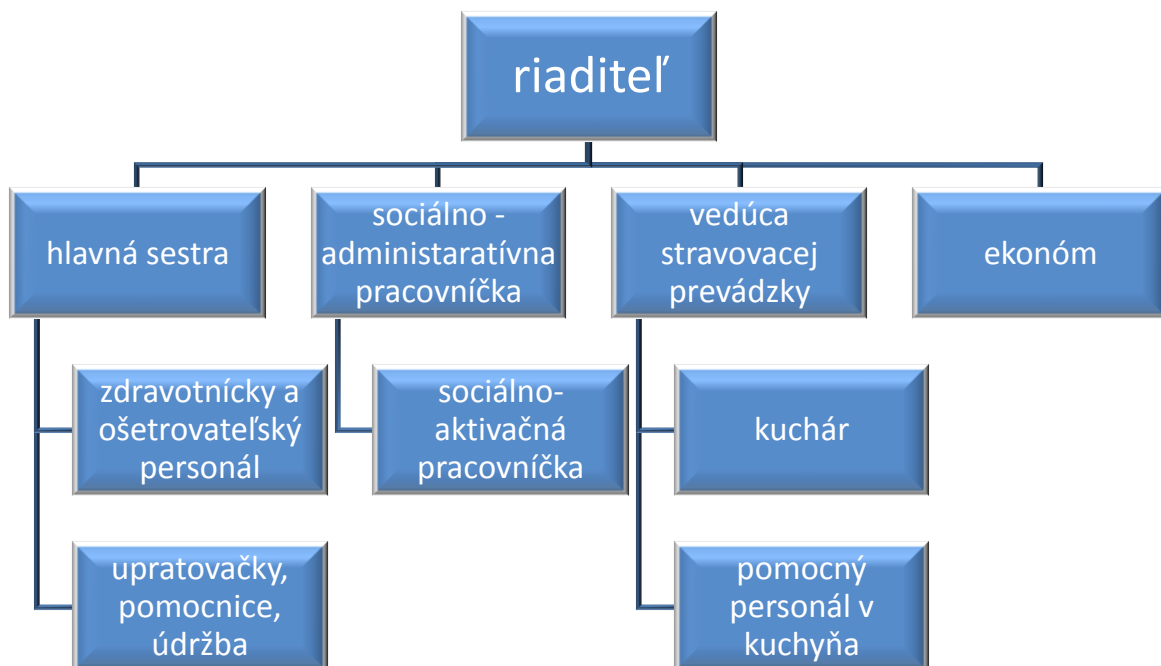 riaditeľ
hlavná sestra
sociálno -
administaratívna
pracovníčka
vedúca
stravovacej
prevádzky
ekonóm
zdravotnícky a
ošetrovateľský
personál
sociálno-
aktivačná
pracovníčka
kuchár
upratovačky,
pomocnice,
údržba
pomocný
personál v
kuchyňa